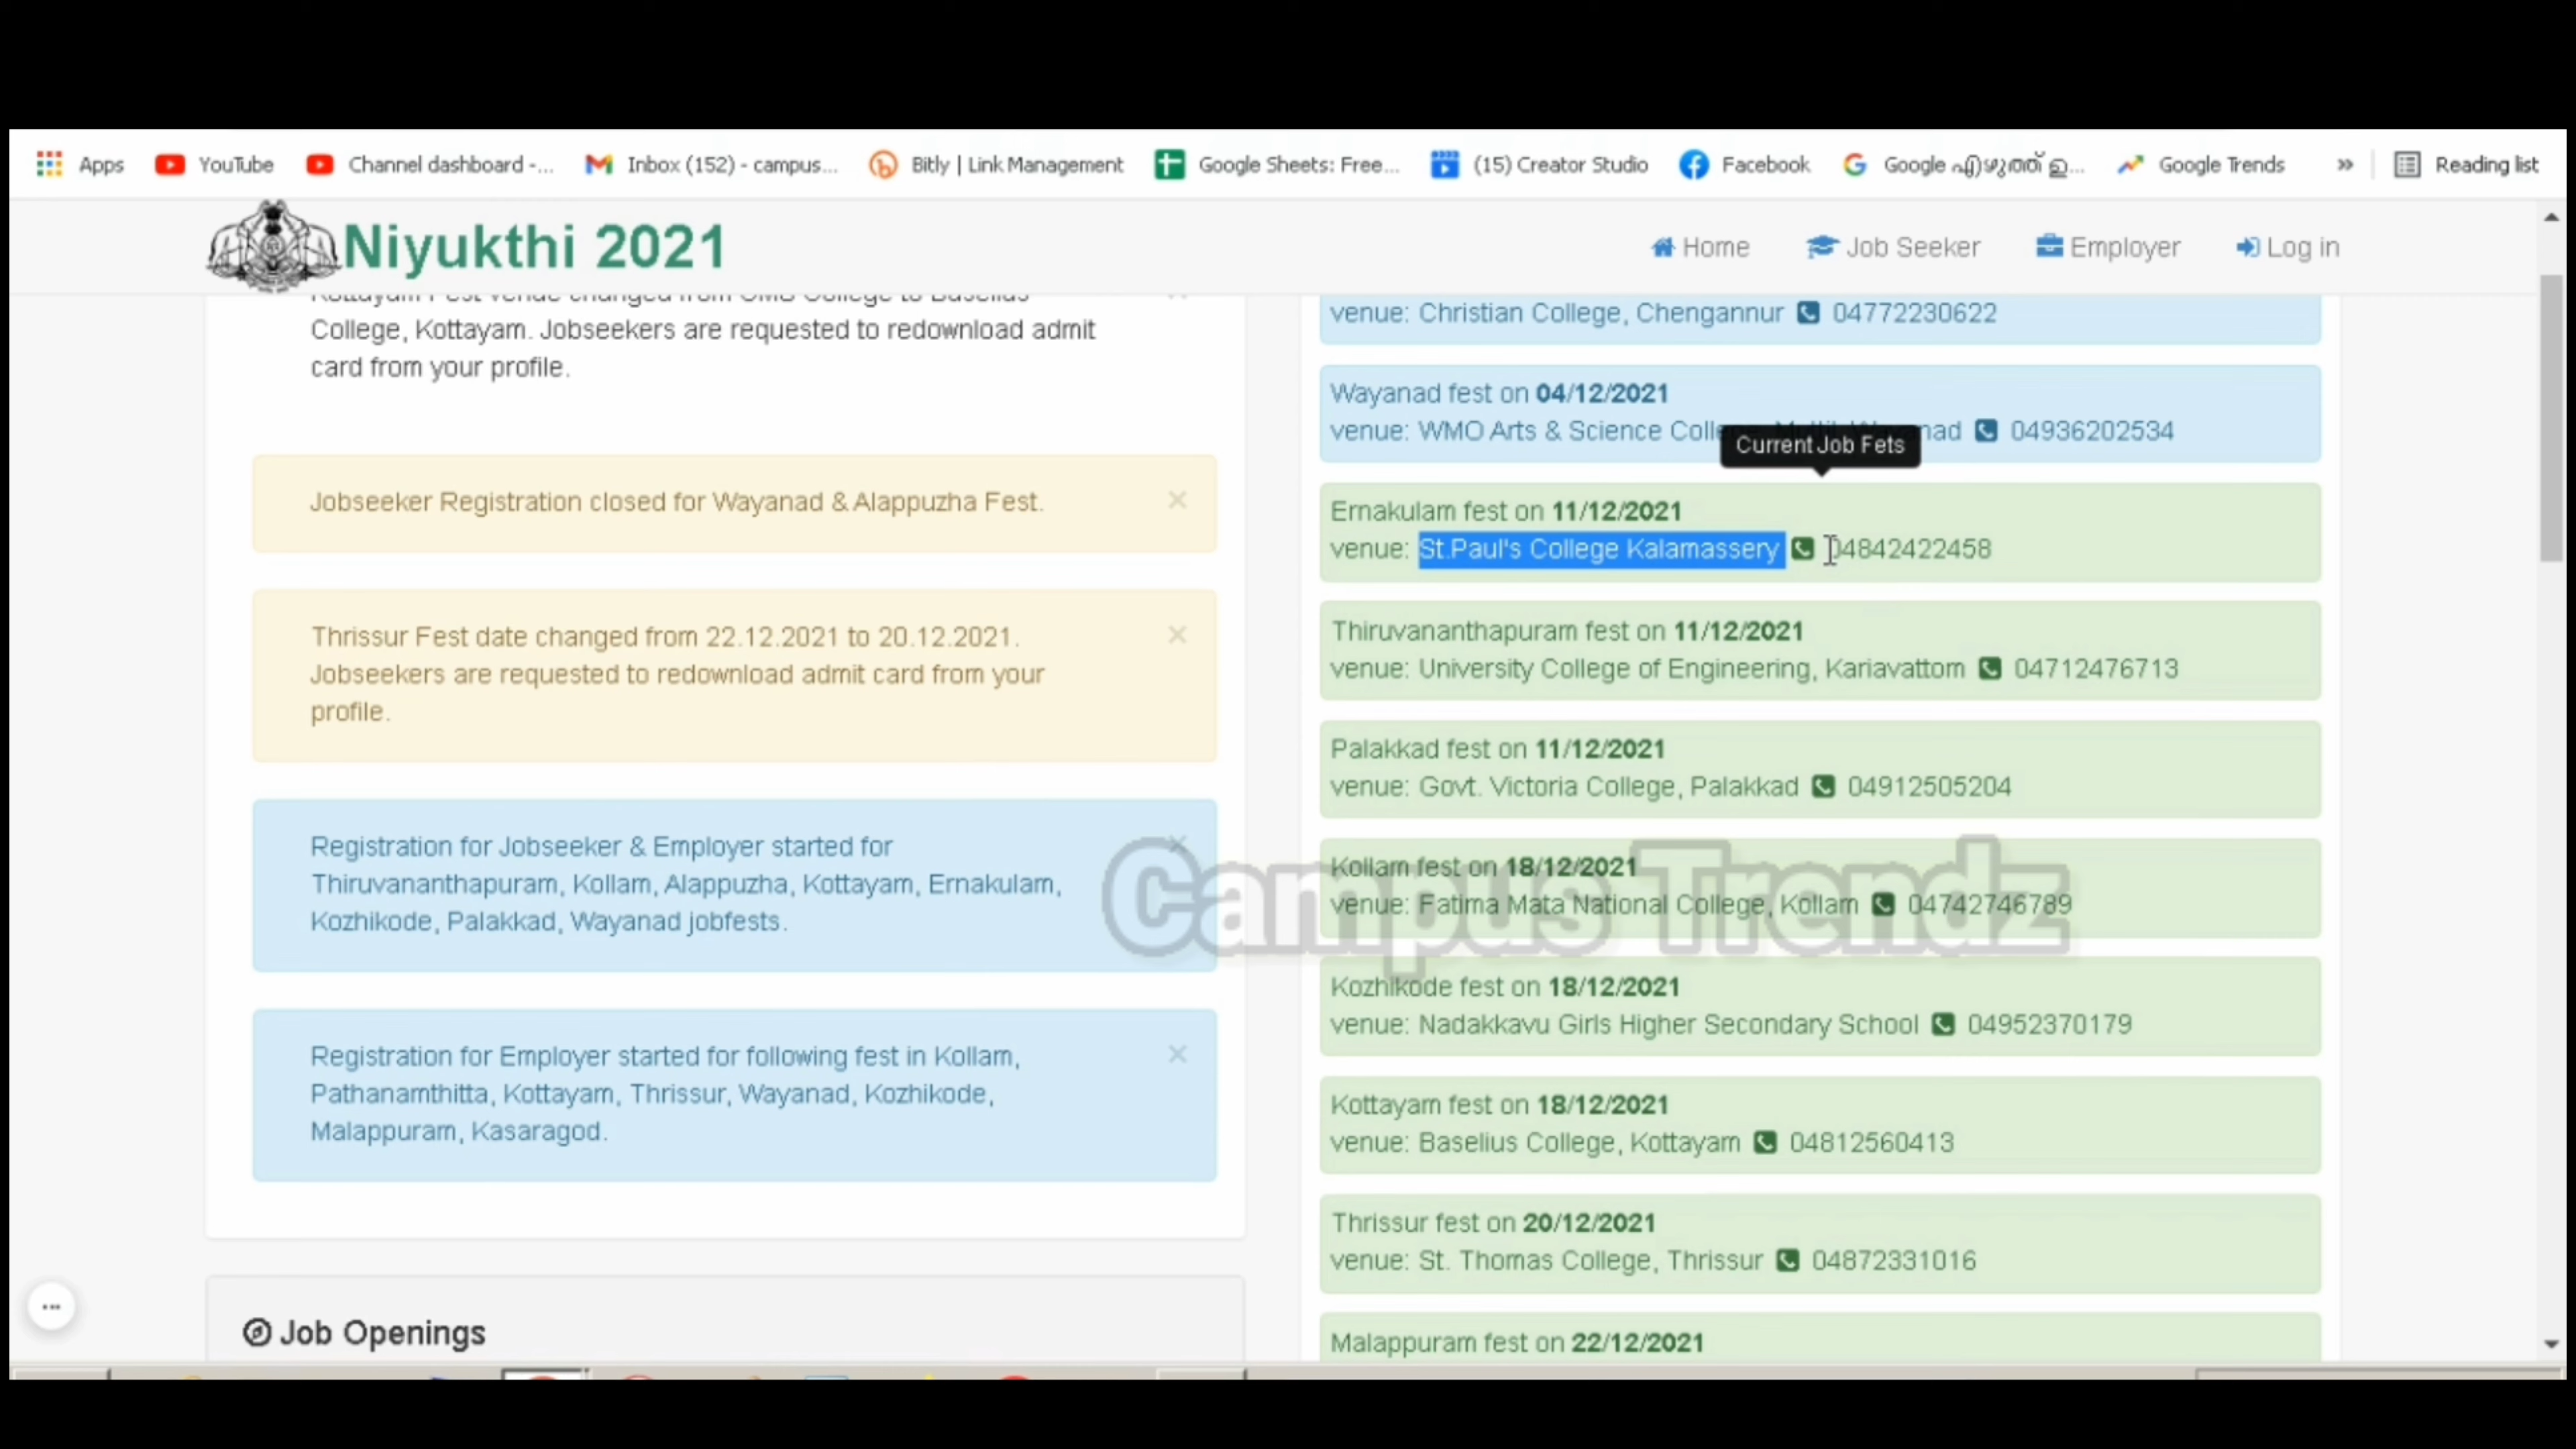 Apps YouTube Channel dashboard -... Inbox (152) - campus... Bitly | Link Management Google Sheets: Free... (15) Creator Studio Facebook Google എഴുത്ത് ഉ... Google Trends » Reading list
Niyukthi 2021
Home Job Seeker Employer Log in
Kottayam Fest venue changed from CMS College to Baselius
College, Kottayam. Jobseekers are requested to redownload admit
card from your profile.
Jobseeker Registration closed for Wayanad & Alappuzha Fest. ×
Thrissur Fest date changed from 22.12.2021 to 20.12.2021. ×
Jobseekers are requested to redownload admit card from your
profile.
Registration for Jobseeker & Employer started for ×
Thiruvananthapuram, Kollam, Alappuzha, Kottayam, Ernakulam,
Kozhikode, Palakkad, Wayanad jobfests.
Registration for Employer started for following fest in Kollam, ×
Pathanamthitta, Kottayam, Thrissur, Wayanad, Kozhikode,
Malappuram, Kasaragod.
Job Openings
venue: Christian College, Chengannur 04772230622
Wayanad fest on 04/12/2021
venue: WMO Arts & Science 04936202534
Current Job Fets
Ernakulam fest on 11/12/2021
venue: St.Paul's College Kalamassery 04842422458
Thiruvananthapuram fest on 11/12/2021
venue: University College of Engineering, Kariavattom 04712476713
Palakkad fest on 11/12/2021
venue: Govt. Victoria College, Palakkad 04912505204
Kollam fest on 18/12/2021
venue: Fatima Mata National College, Kollam 04742746789
Campus Trendz
Kozhikode fest on 18/12/2021
venue: Nadakkavu Girls Higher Secondary School 04952370179
Kottayam fest on 18/12/2021
venue: Baselius College, Kottayam 04812560413
Thrissur fest on 20/12/2021
venue: St. Thomas College, Thrissur 04872331016
Malappuram fest on 22/12/2021